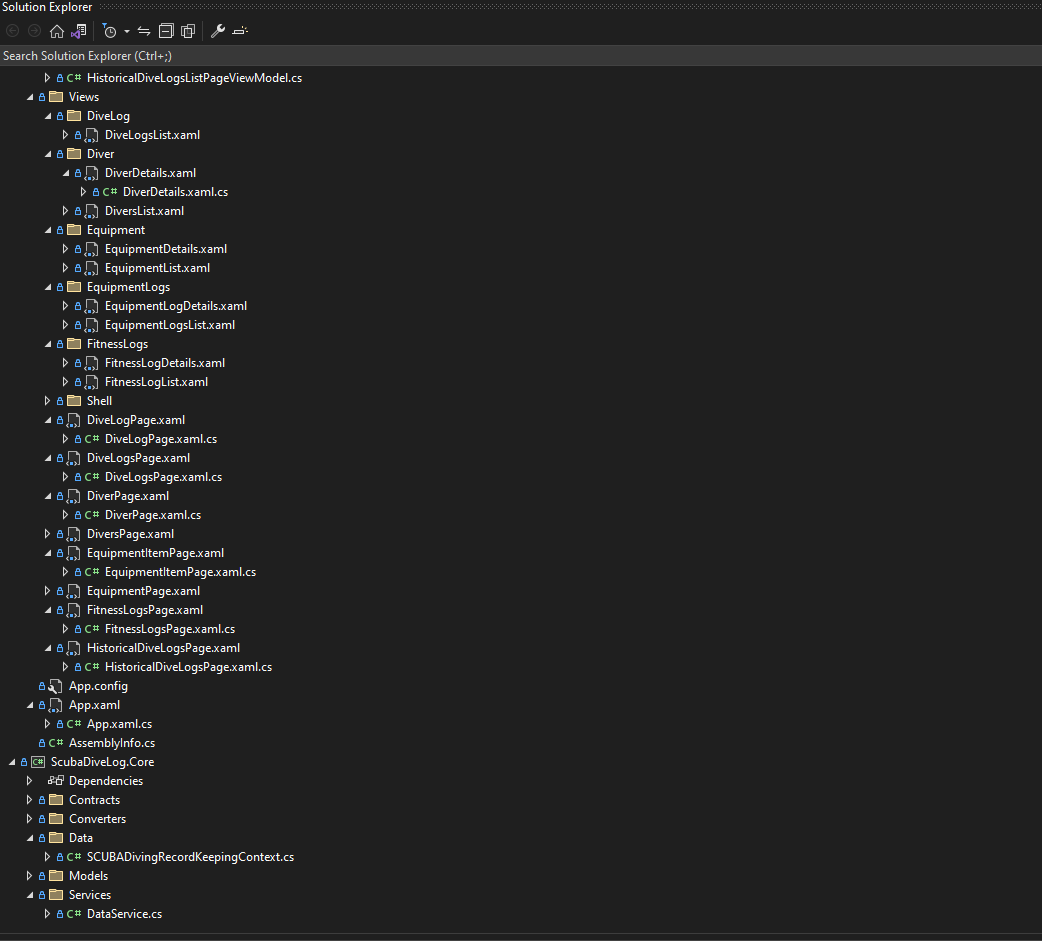 Solution Explorer
Search Solution Explorer (Ctrl+;)
C# HistoricalDiveLogsListPageViewModel.cs
Views
DiveLog
DiveLogsList.xaml
Diver
DiverDetails.xaml
C# DiverDetails.xaml.cs
DiversList.xaml
Equipment
EquipmentDetails.xaml
EquipmentList.xaml
EquipmentLogs
EquipmentLogDetails.xaml
EquipmentLogsList.xaml
FitnessLogs
FitnessLogDetails.xaml
FitnessLogList.xaml
Shell
DiveLogPage.xaml
C# DiveLogPage.xaml.cs
DiveLogsPage.xaml
C# DiveLogsPage.xaml.cs
DiverPage.xaml
C# DiverPage.xaml.cs
DiversPage.xaml
EquipmentItemPage.xaml
C# EquipmentItemPage.xaml.cs
EquipmentPage.xaml
FitnessLogsPage.xaml
C# FitnessLogsPage.xaml.cs
HistoricalDiveLogsPage.xaml
C# HistoricalDiveLogsPage.xaml.cs
App.config
App.xaml
C# App.xaml.cs
C# AssemblyInfo.cs
C# ScubaDiveLog.Core
Dependencies
Contracts
Converters
Data
C# SCUBADivingRecordKeepingContext.cs
Models
Services
C# DataService.cs